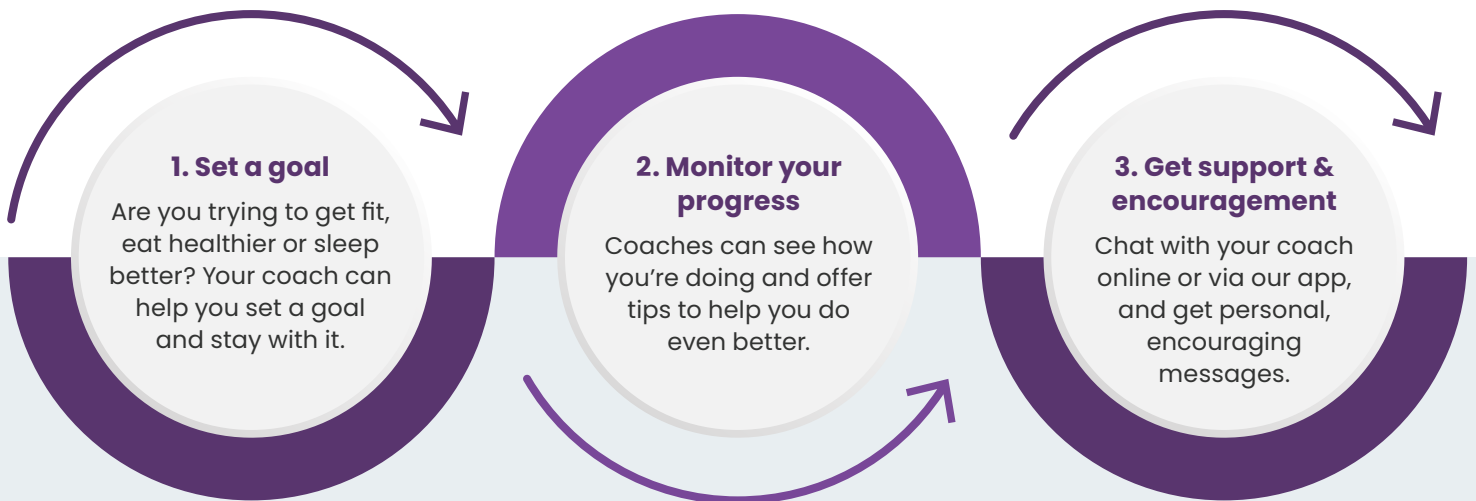 1. Set a goal
Are you trying to get fit,
eat healthier or sleep
better? Your coach can
help you set a goal
and stay with it.
2. Monitor your
progress
Coaches can see how
you’re doing and offer
tips to help you do
even better.
3. Get support &
encouragement
Chat with your coach
online or via our app,
and get personal,
encouraging
messages.